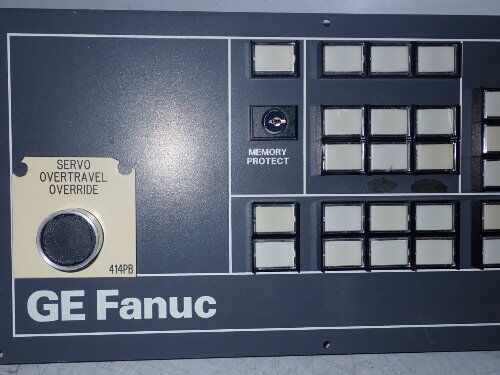 SERVO
OVERTRAVEL
OVERRIDE
414PB
MEMORY
PROTECT
GE Fanuc